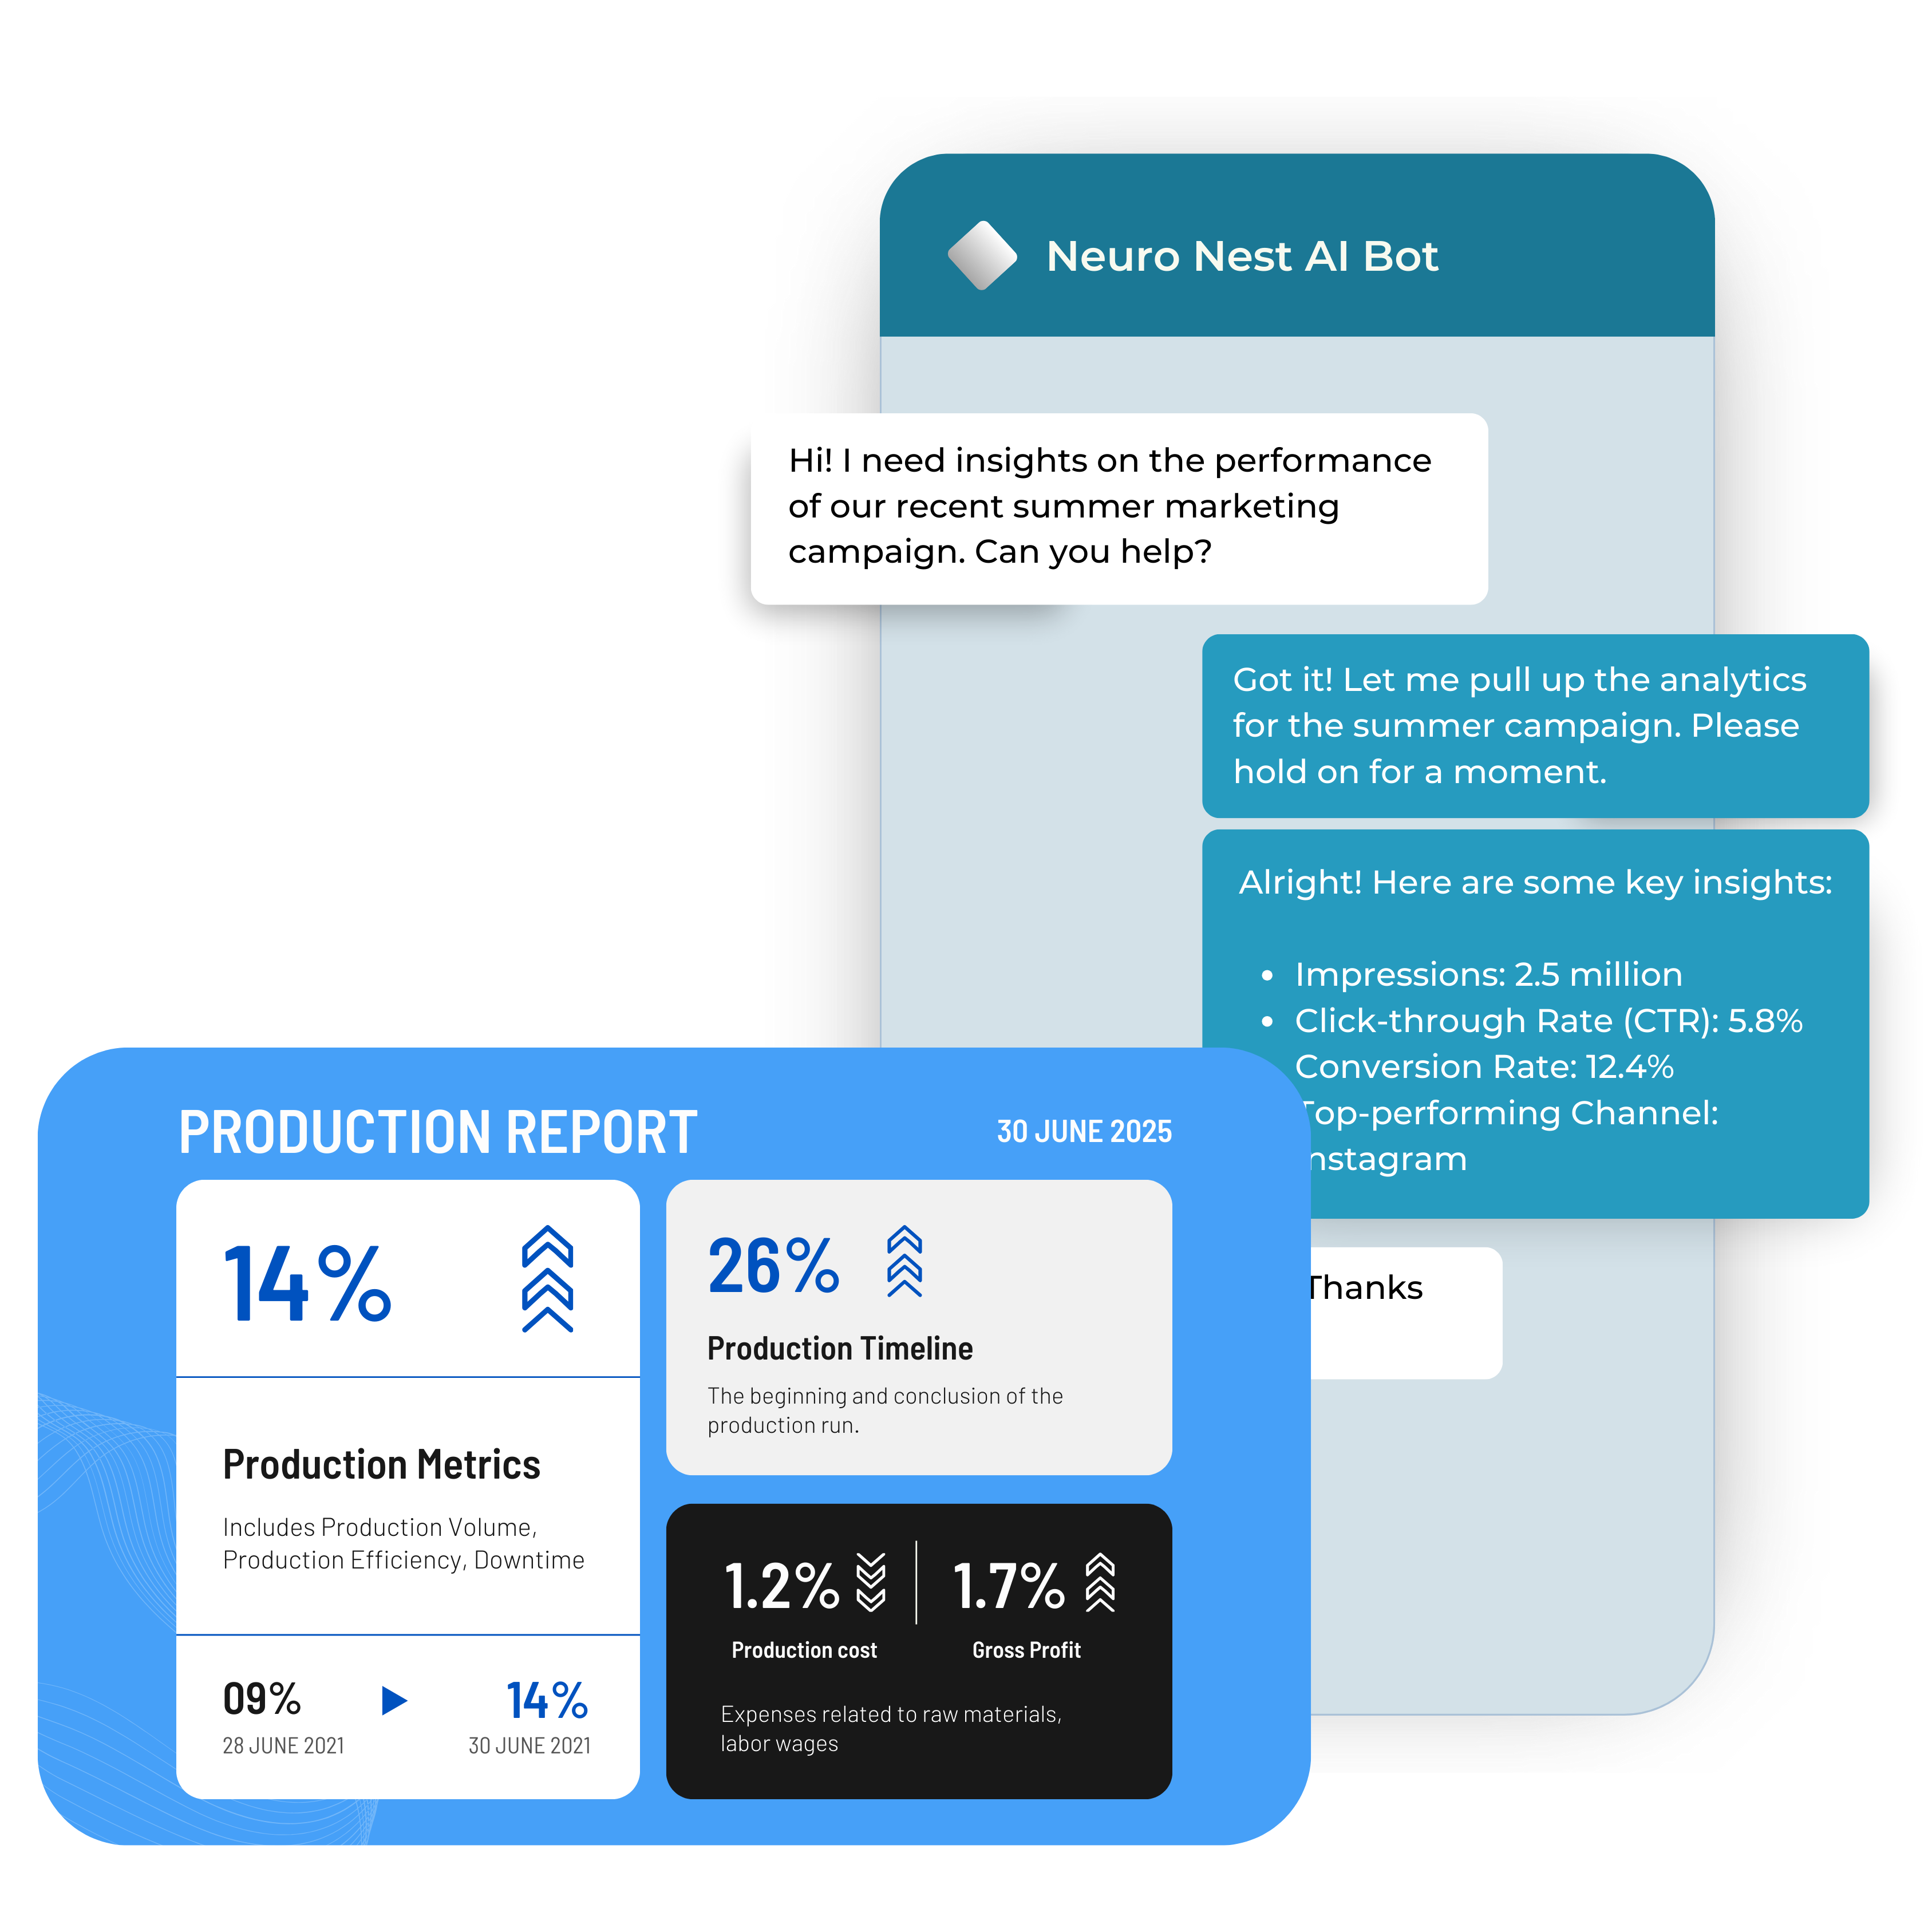 Neuro Nest AI Bot
Hi! I need insights on the performance
of our recent summer marketing
campaign. Can you help?
Got it! Let me pull up the analytics
for the summer campaign. Please
hold on for a moment.
Alright! Here are some key insights:
• Impressions: 2.5 million
• Click-through Rate (CTR): 5.8%
Conversion Rate: 12.4%
Top-performing Channel:
Instagram
Thanks
PRODUCTION REPORT
30 JUNE 2025
14%
Production Metrics
Includes Production Volume,
Production Efficiency, Downtime
09%
14%
28 JUNE 2021
30 JUNE 2021
26%
Production Timeline
The beginning and conclusion of the
production run.
1.2%
1.7%
Production cost
Gross Profit
Expenses related to raw materials,
labor wages